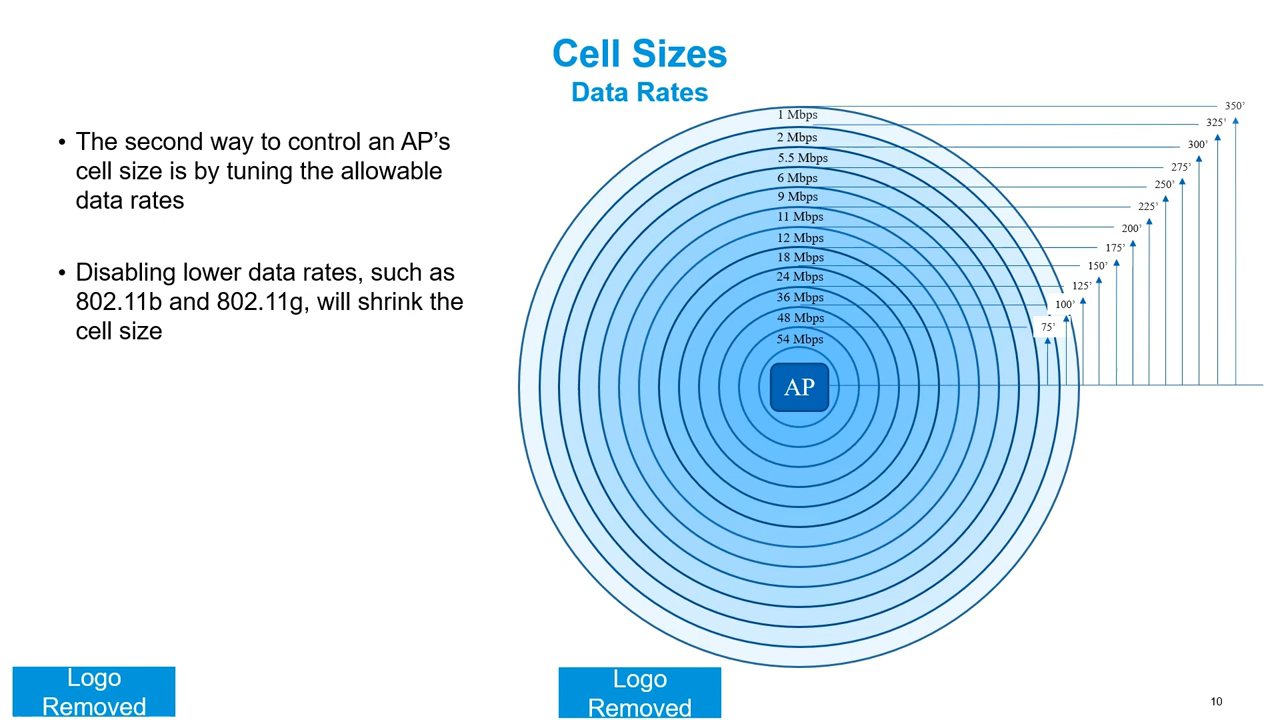 Cell Sizes
Data Rates
• The second way to control an AP’s
cell size is by tuning the allowable
data rates
• Disabling lower data rates, such as
802.11b and 802.11g, will shrink the
cell size
1 Mbps
2 Mbps
5.5 Mbps
6 Mbps
9 Mbps
11 Mbps
12 Mbps
18 Mbps
24 Mbps
36 Mbps
48 Mbps
54 Mbps
AP
350’
325’
300’
275’
250’
225’
200’
175’
150’
125’
100’
75’
Logo
Removed
Logo
Removed
10